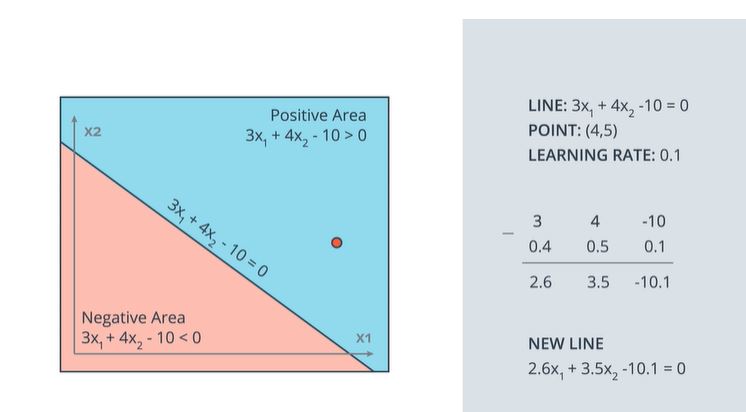 X2
Positive Area
3x₁ + 4x₂ - 10 > 0
3x₁ + 4x₂ - 10 = 0
Negative Area
3x₁ + 4x₂ - 10 < 0
X1
LINE: 3x₁ + 4x₂ -10 = 0
POINT: (4,5)
LEARNING RATE: 0.1
3 4 -10
– 0.4 0.5 0.1
2.6 3.5 -10.1
NEW LINE
2.6x₁ + 3.5x₂ -10.1 = 0